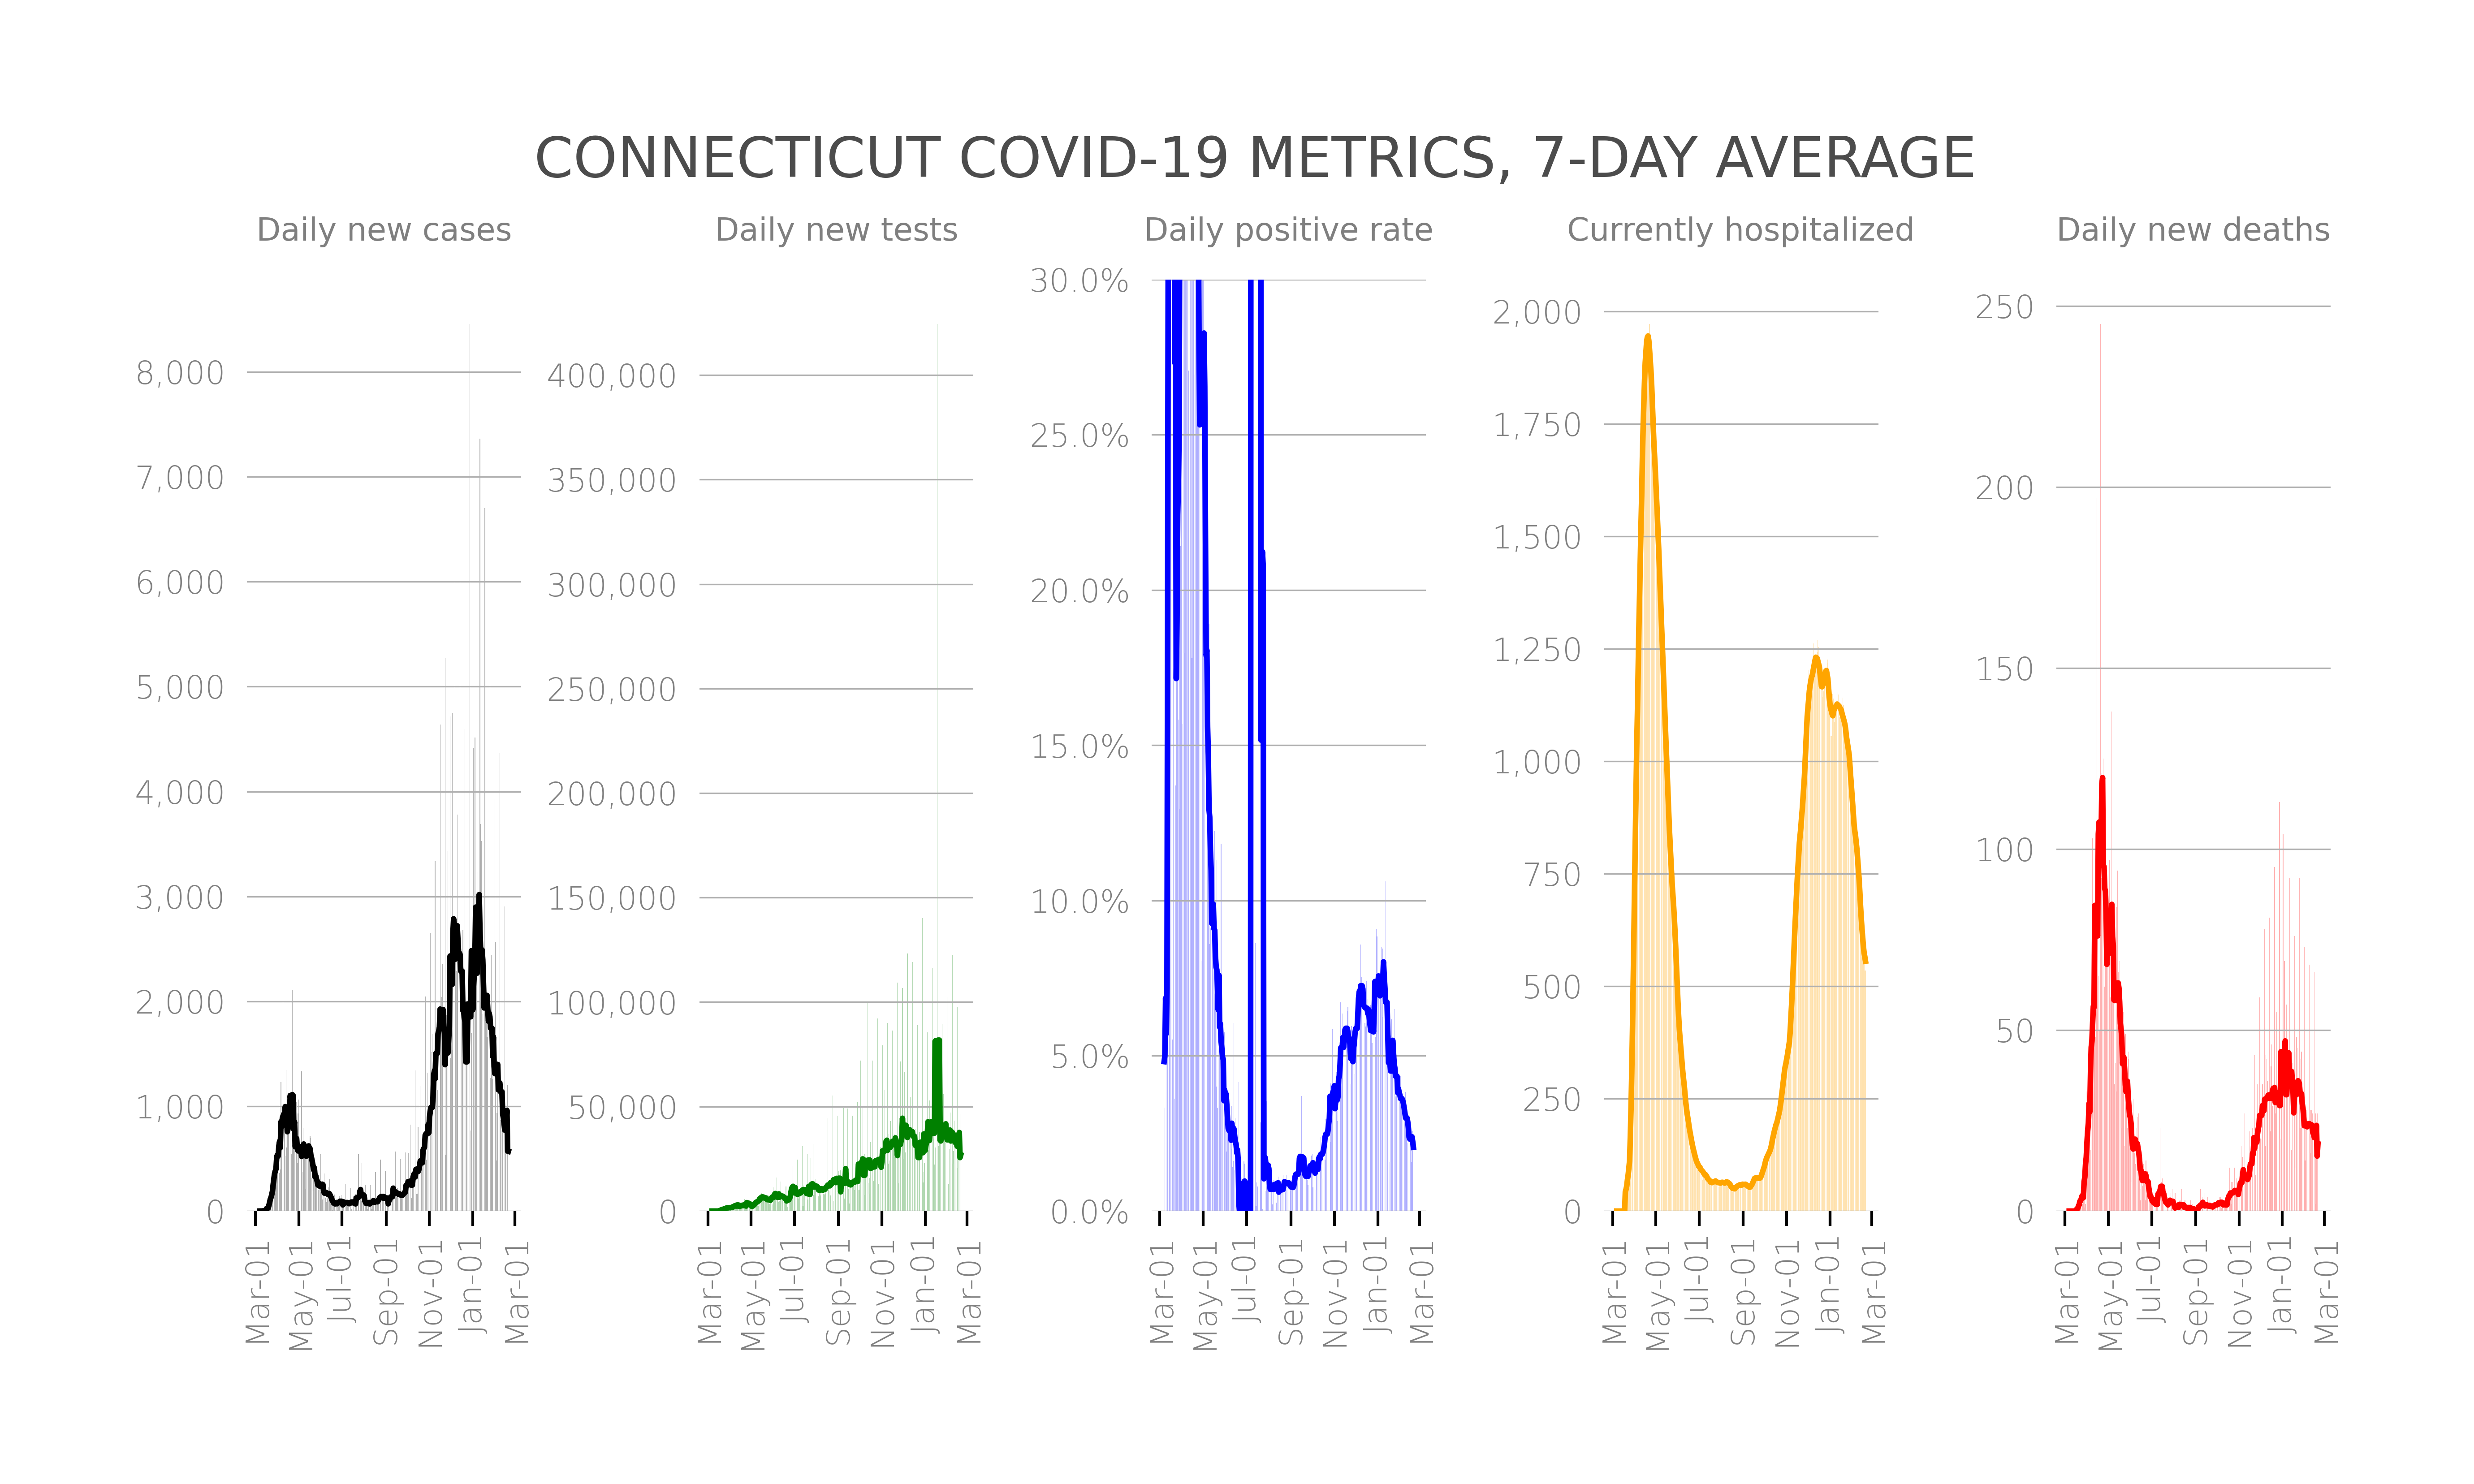 CONNECTICUT COVID-19 METRICS, 7-DAY AVERAGE
Daily new cases
8,000
7,000
6,000
5,000
4,000
3,000
2,000
1,000
0
Mar-01
May-01
Jul-01
Sep-01
Nov-01
Jan-01
Mar-01
Daily new tests
400,000
350,000
300,000
250,000
200,000
150,000
100,000
50,000
0
Mar-01
May-01
Jul-01
Sep-01
Nov-01
Jan-01
Mar-01
Daily positive rate
30.0%
25.0%
20.0%
15.0%
10.0%
5.0%
0.0%
Mar-01
May-01
Jul-01
Sep-01
Nov-01
Jan-01
Mar-01
Currently hospitalized
2,000
1,750
1,500
1,250
1,000
750
500
250
0
Mar-01
May-01
Jul-01
Sep-01
Nov-01
Jan-01
Mar-01
Daily new deaths
250
200
150
100
50
0
Mar-01
May-01
Jul-01
Sep-01
Nov-01
Jan-01
Mar-01